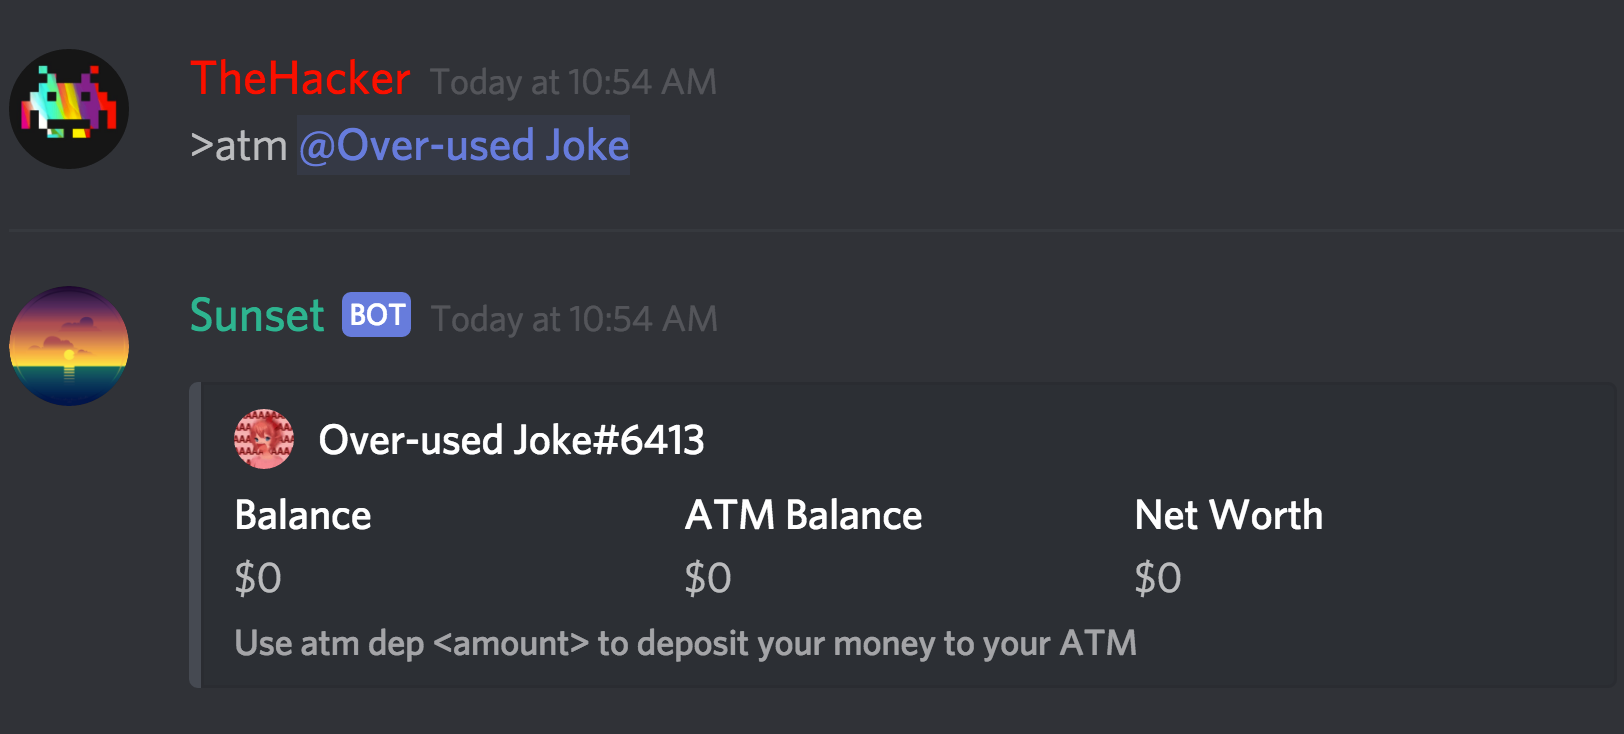 TheHacker Today at 10:54 AM
>atm @Over-used Joke
Sunset BOT Today at 10:54 AM
Over-used Joke#6413
Balance ATM Balance Net Worth
$0 $0 $0
Use atm dep <amount> to deposit your money to your ATM